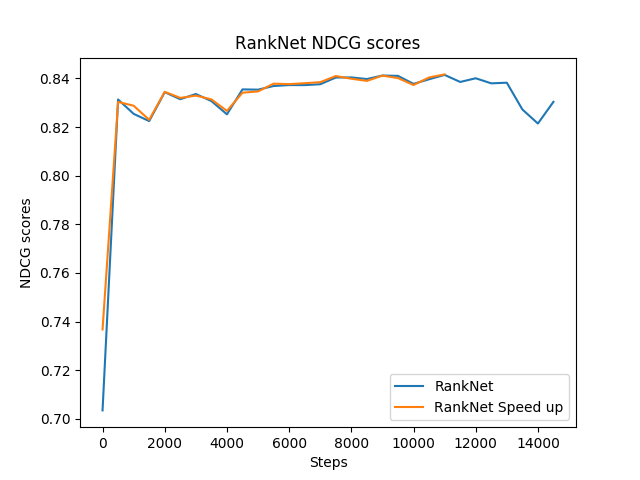 RankNet NDCG scores
NDCG scores
0.84
0.82
0.80
0.78
0.76
0.74
0.72
0.70
RankNet
RankNet Speed up
0 2000 4000 6000 8000 10000 12000 14000
Steps